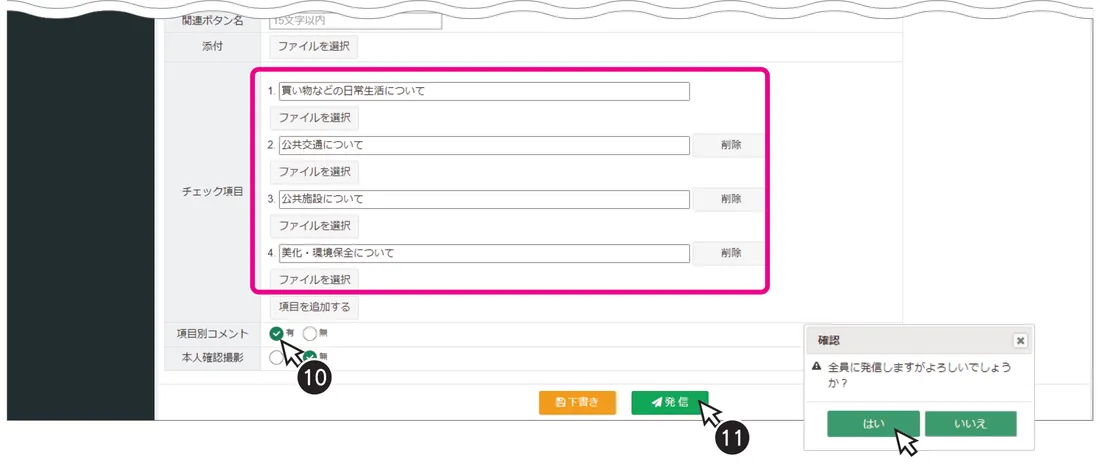 関連ボタン名 15文字以内
添付 ファイルを選択
1. 買い物などの日常生活について
ファイルを選択
2. 公共交通について 削除
ファイルを選択
チェック項目
3. 公共施設について 削除
ファイルを選択
4. 美化・環境保全について 削除
ファイルを選択
項目を追加する
項目別コメント 有 無
本人確認撮影 無
10
下書き 発信
11
確認
全員に発信しますがよろしいでしょう
か？
はい いいえ